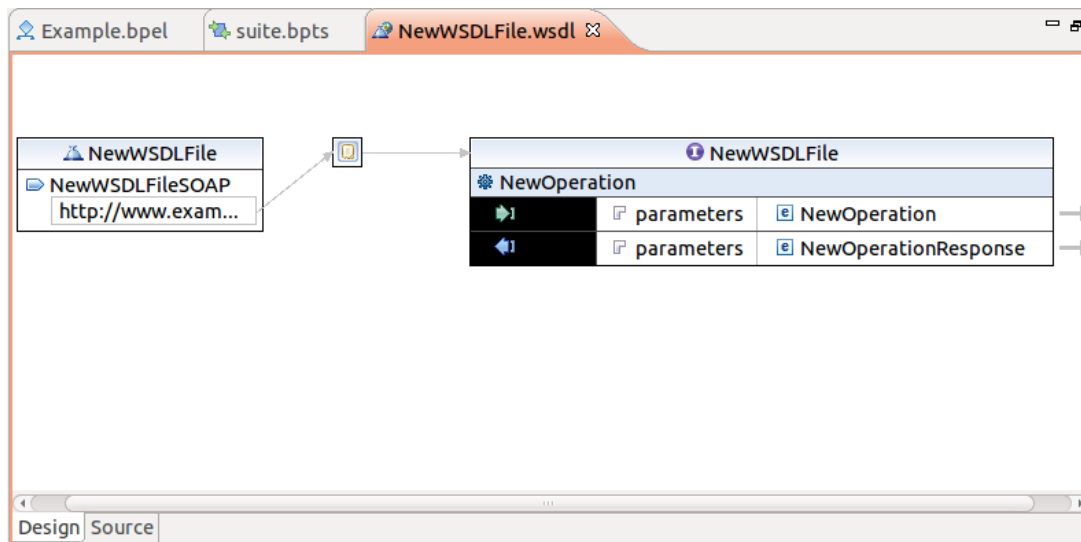 Example.bpel suite.bpts NewWSDLFile.wsdl
NewWSDLFile NewWSDLFile
NewWSDLFileSOAP NewOperation
http://www.exam... parameters NewOperation
parameters NewOperationResponse
Design Source